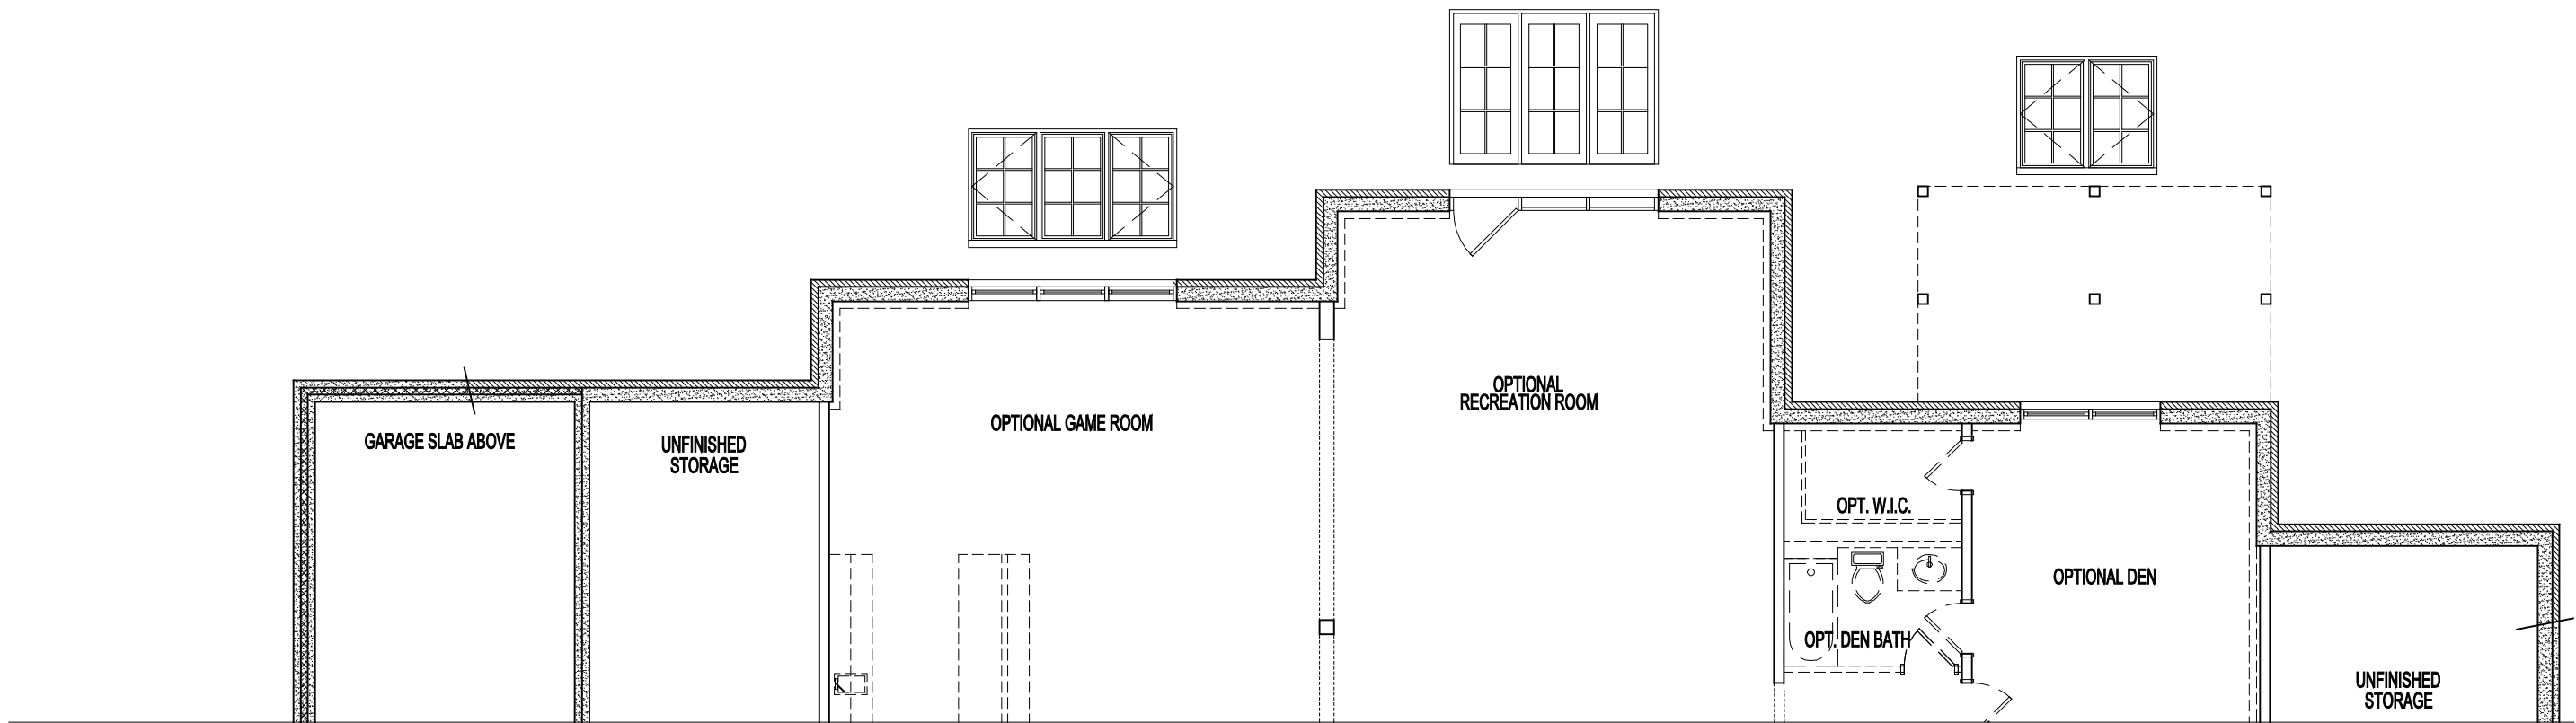 GARAGE SLAB ABOVE
UNFINISHED
STORAGE
OPTIONAL GAME ROOM
OPTIONAL
RECREATION ROOM
OPT. W.I.C.
OPT. DEN BATH
OPTIONAL DEN
UNFINISHED
STORAGE